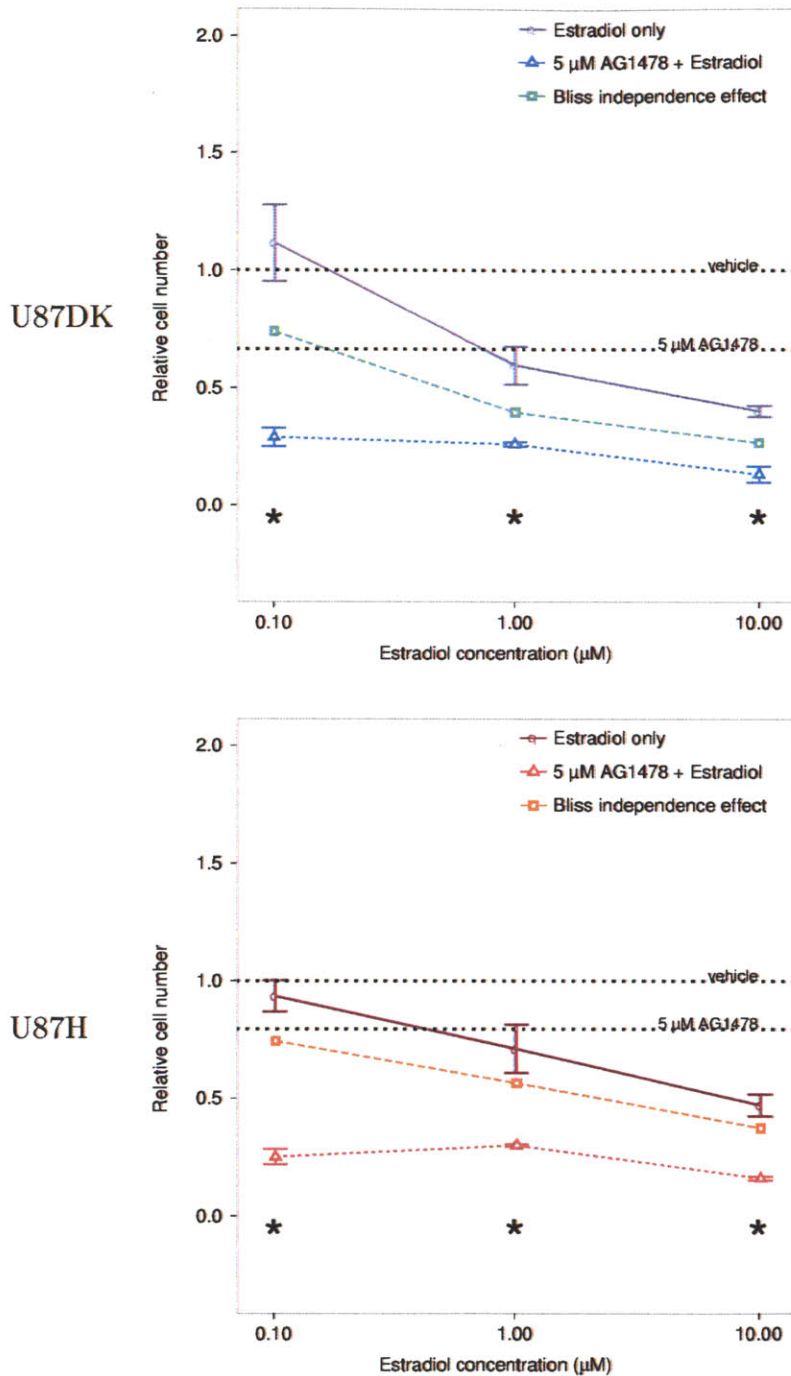 2.0
1.5
1.0
0.5
0.0
Relative cell number
Estradiol only
5 µM AG1478 + Estradiol
Bliss independence effect
vehicle
5 µM AG1478
U87DK
* * *
0.10 1.00 10.00
Estradiol concentration (µM)
2.0
1.5
1.0
0.5
0.0
Relative cell number
Estradiol only
5 µM AG1478 + Estradiol
Bliss independence effect
vehicle
5 µM AG1478
U87H
* * *
0.10 1.00 10.00
Estradiol concentration (µM)